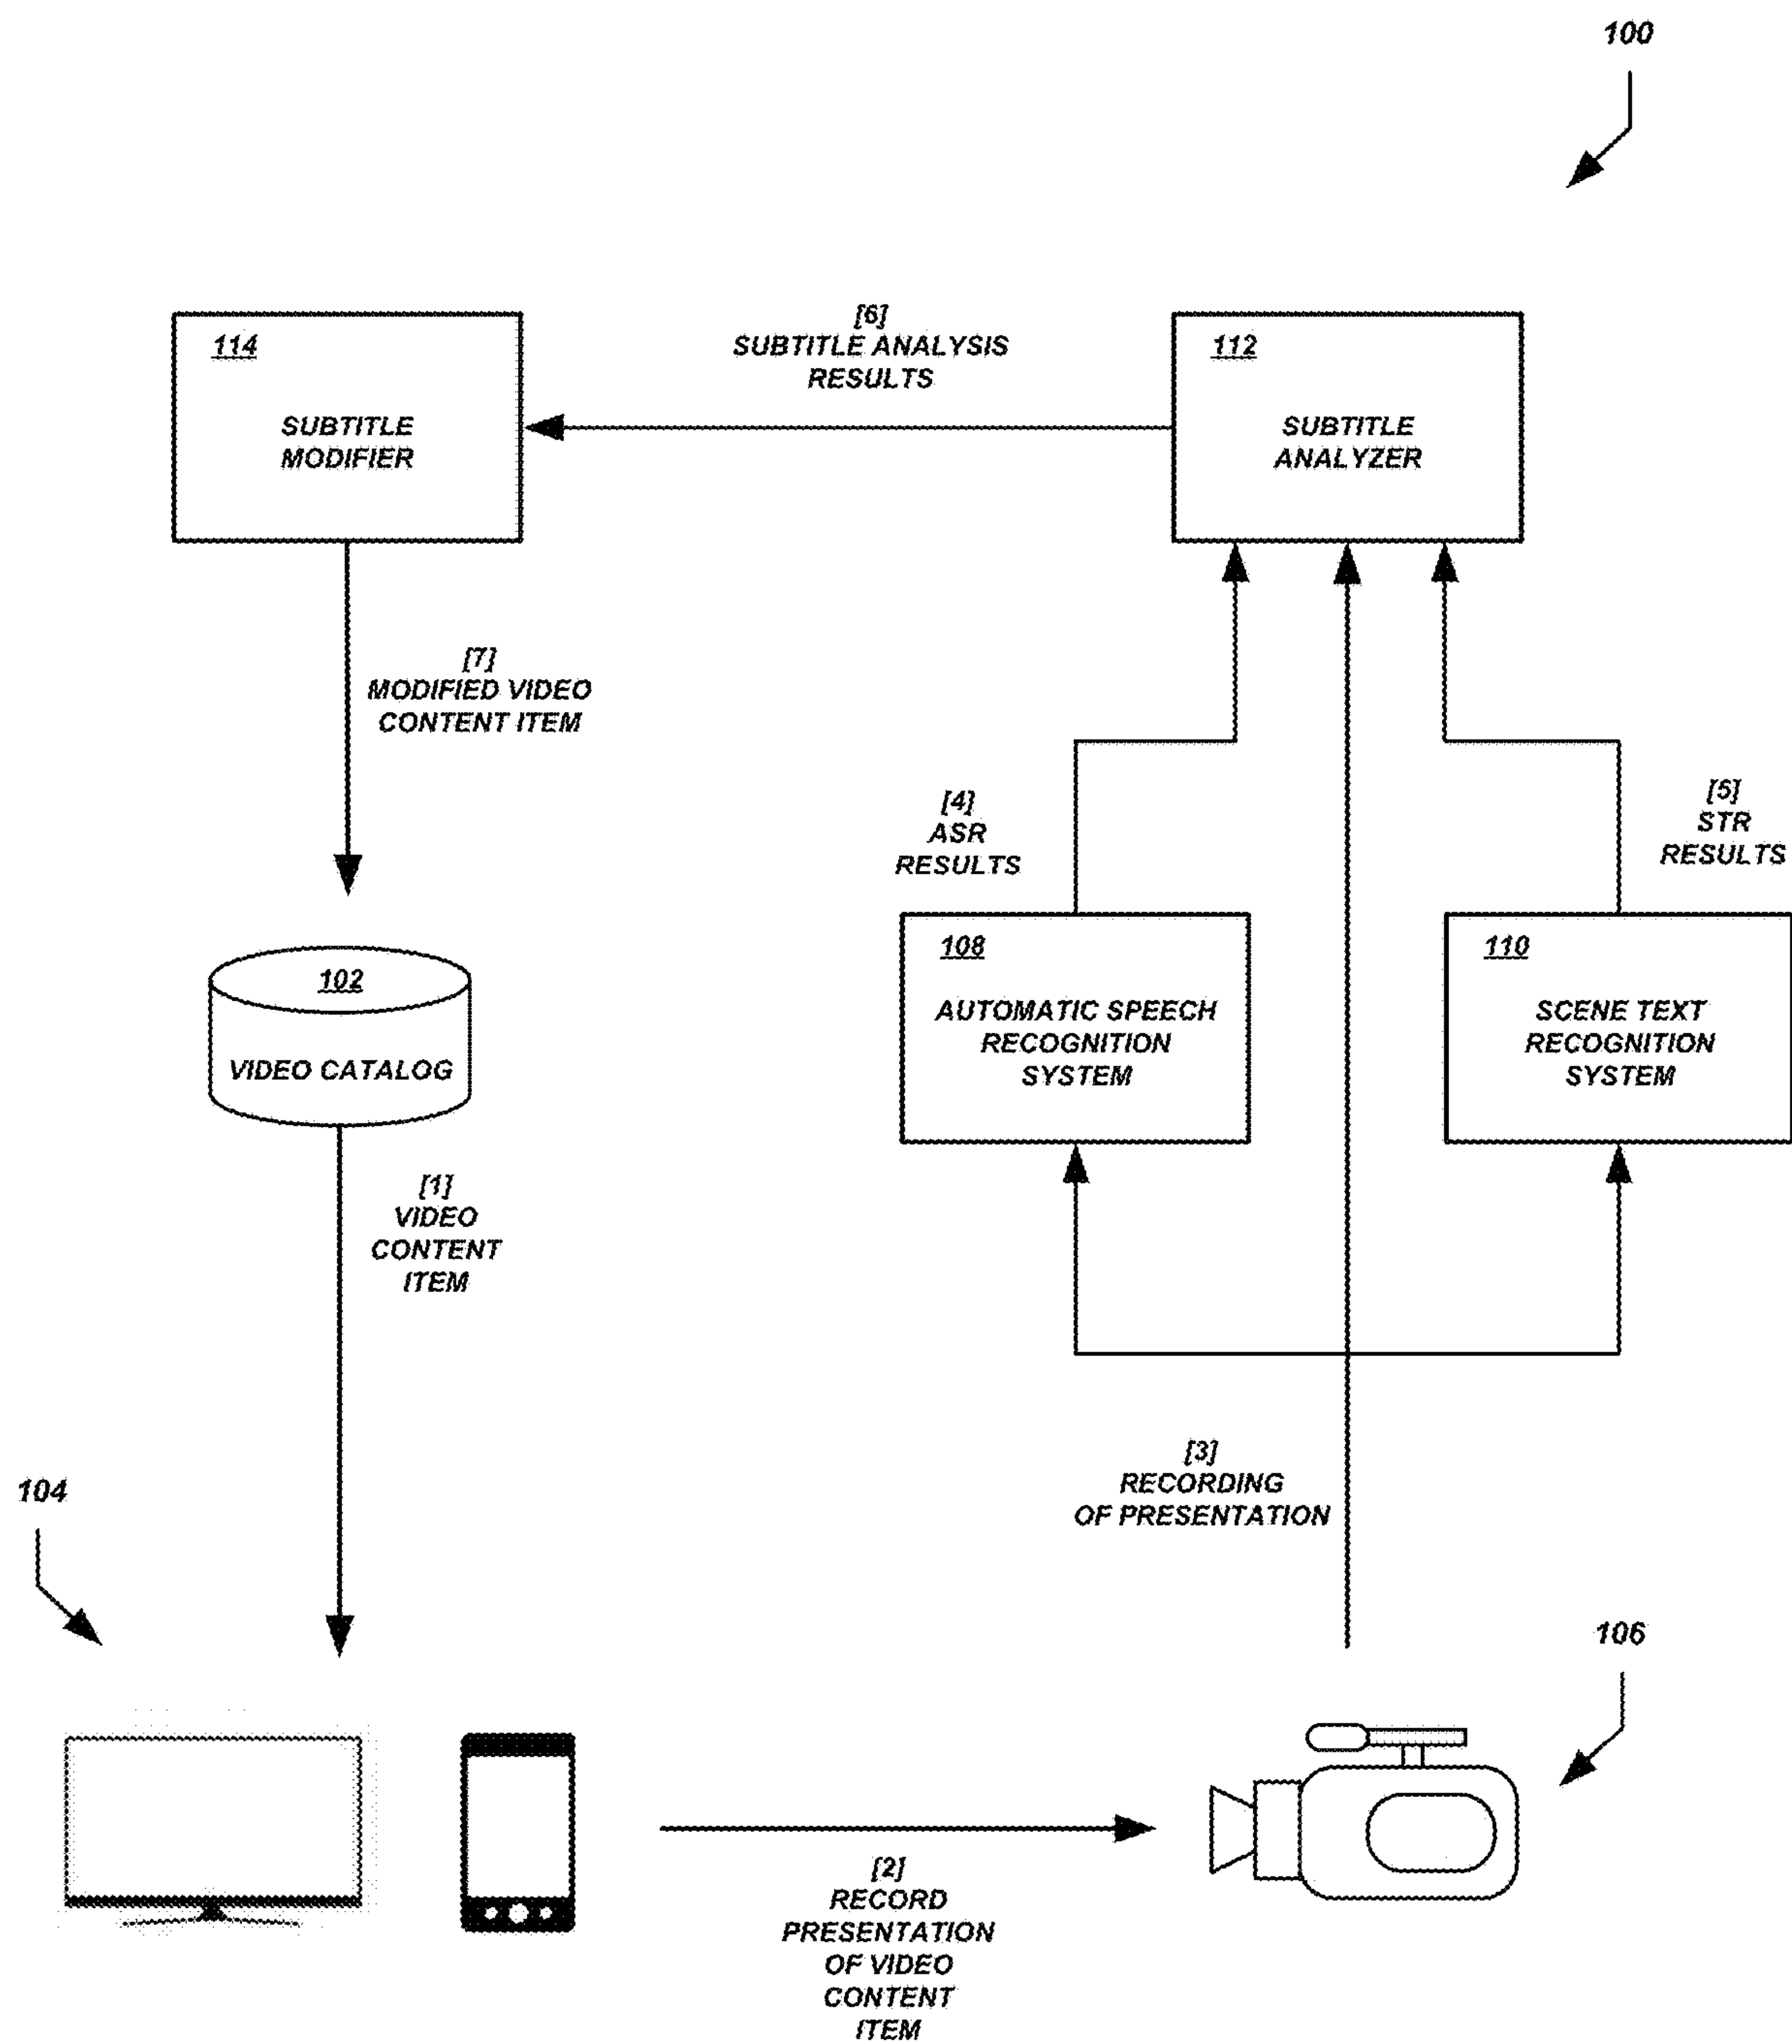 100
[6]
SUBTITLE ANALYSIS
RESULTS
114
SUBTITLE
MODIFIER
112
SUBTITLE
ANALYZER
[7]
MODIFIED VIDEO
CONTENT ITEM
[4]
ASR
RESULTS
[5]
STR
RESULTS
102
VIDEO CATALOG
108
AUTOMATIC SPEECH
RECOGNITION
SYSTEM
110
SCENE TEXT
RECOGNITION
SYSTEM
[1]
VIDEO
CONTENT
ITEM
[3]
RECORDING
OF PRESENTATION
104
106
[2]
RECORD
PRESENTATION
OF VIDEO
CONTENT
ITEM